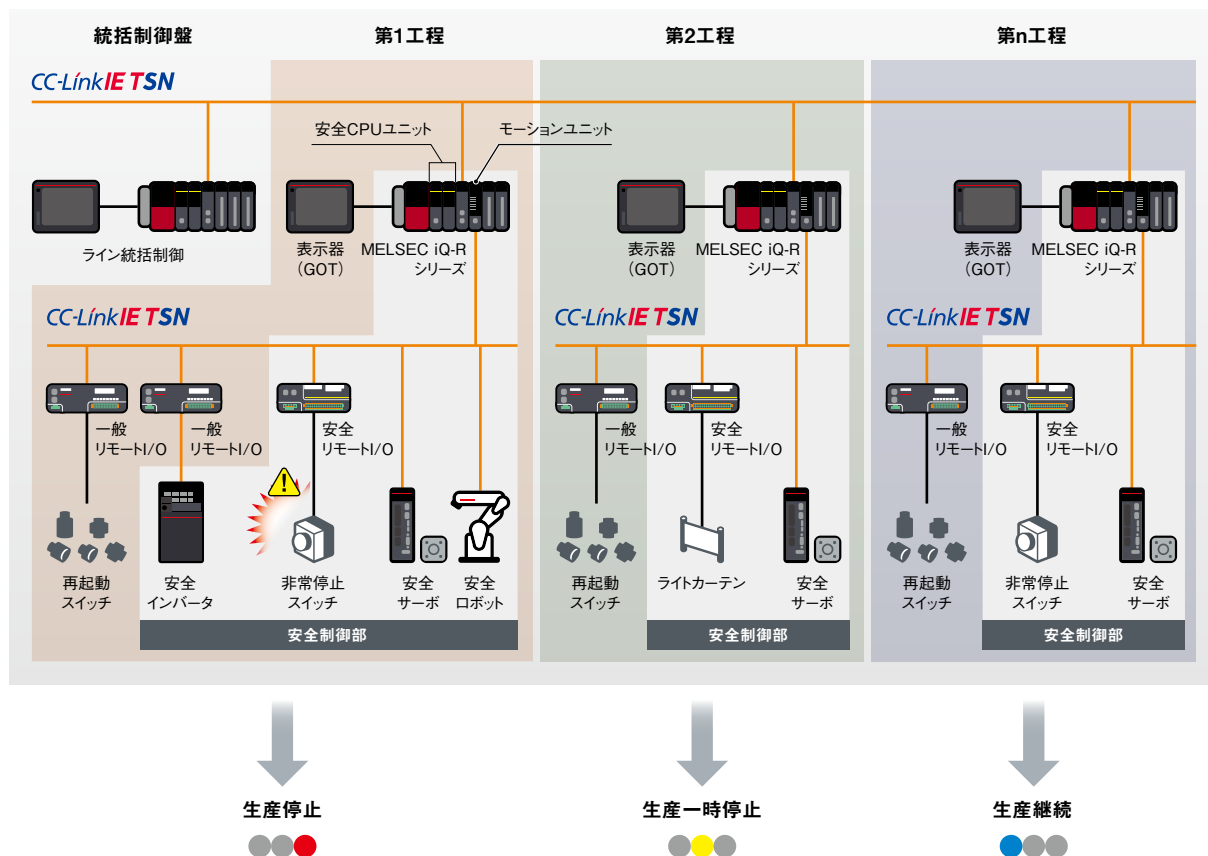 統括制御盤
第1工程
第2工程
第n工程
CC-Link IE TSN
安全CPUユニット
モーションユニット
ライン統括制御
表示器
(GOT)
MELSEC iQ-R
シリーズ
表示器
(GOT)
MELSEC iQ-R
シリーズ
表示器
(GOT)
MELSEC iQ-R
シリーズ
CC-Link IE TSN
CC-Link IE TSN
CC-Link IE TSN
一般
リモートI/O
一般
リモートI/O
安全
リモートI/O
一般
リモートI/O
安全
リモートI/O
一般
リモートI/O
安全
リモートI/O
!
再起動
スイッチ
安全
インバータ
非常停止
スイッチ
安全
サーボ
安全
ロボット
再起動
スイッチ
ライトカーテン
安全
サーボ
再起動
スイッチ
非常停止
スイッチ
安全
サーボ
安全制御部
安全制御部
安全制御部
生産停止
生産一時停止
生産継続